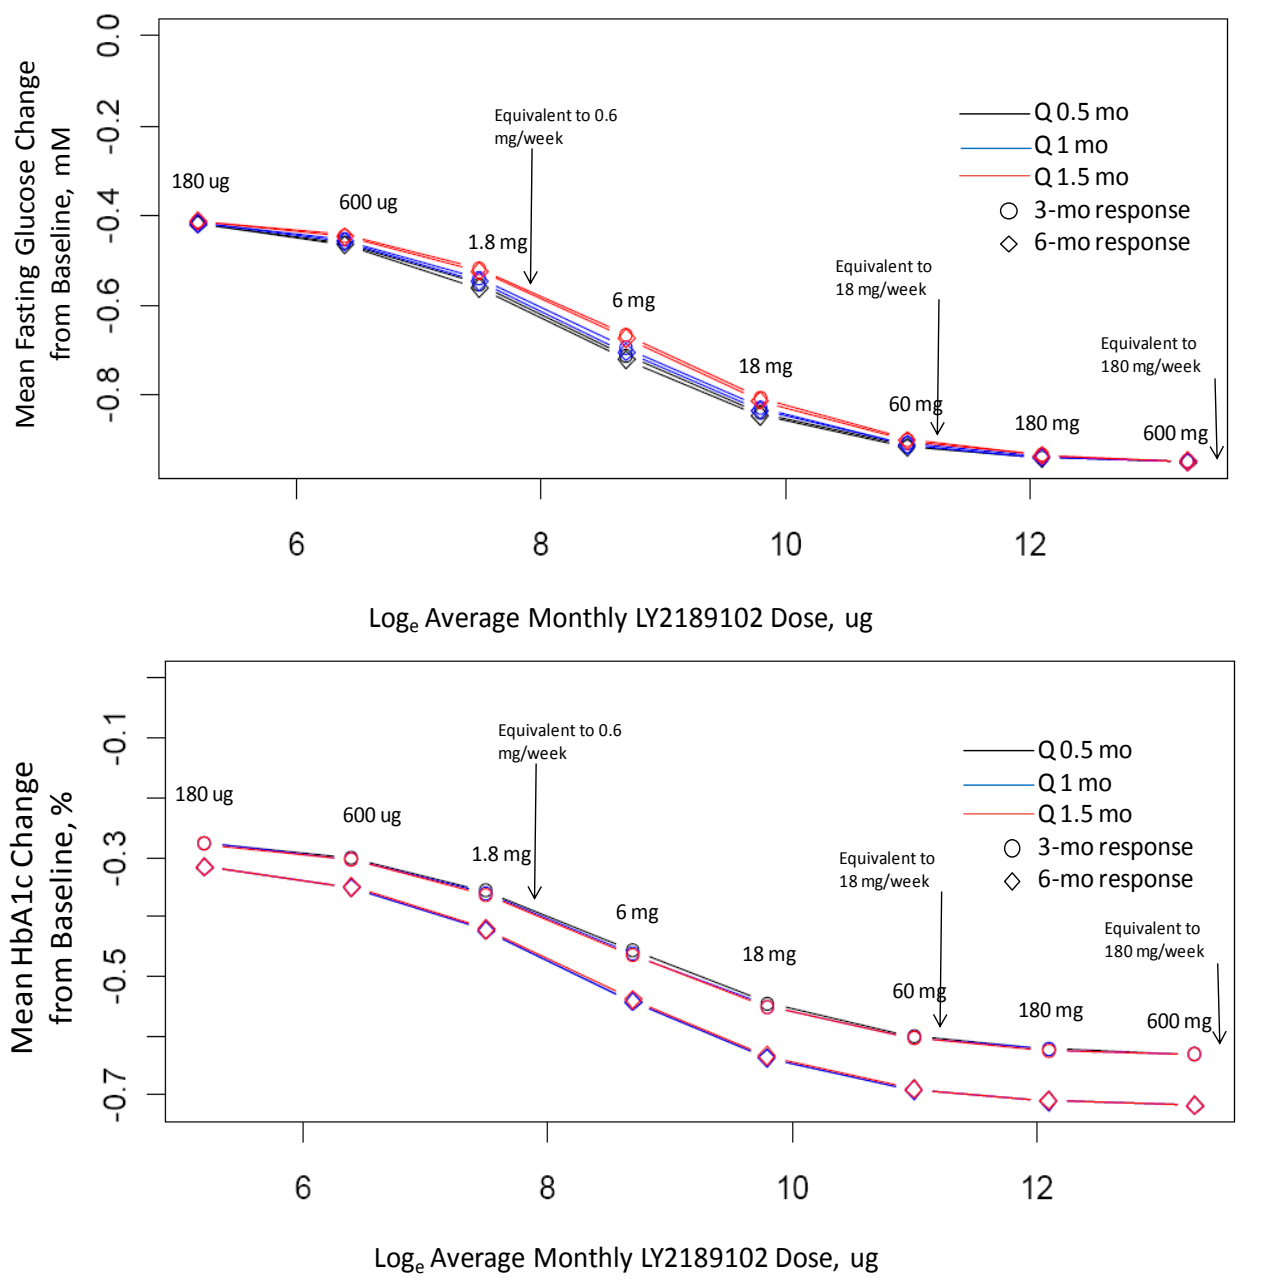 Mean Fasting Glucose Change
from Baseline, mM
0.0
-0.2
-0.4
-0.6
-0.8
180 ug
600 ug
1.8 mg
Equivalent to 0.6
mg/week
6 mg
18 mg
60 mg
Equivalent to
18 mg/week
180 mg
600 mg
Equivalent to
180 mg/week
Q 0.5 mo
Q 1 mo
Q 1.5 mo
3-mo response
6-mo response
6 8 10 12
Loge Average Monthly LY2189102 Dose, ug
Mean HbA1c Change
from Baseline, %
-0.1
-0.3
-0.5
-0.7
180 ug
600 ug
1.8 mg
Equivalent to 0.6
mg/week
6 mg
18 mg
60 mg
Equivalent to
18 mg/week
180 mg
600 mg
Equivalent to
180 mg/week
Q 0.5 mo
Q 1 mo
Q 1.5 mo
3-mo response
6-mo response
6 8 10 12
Loge Average Monthly LY2189102 Dose, ug